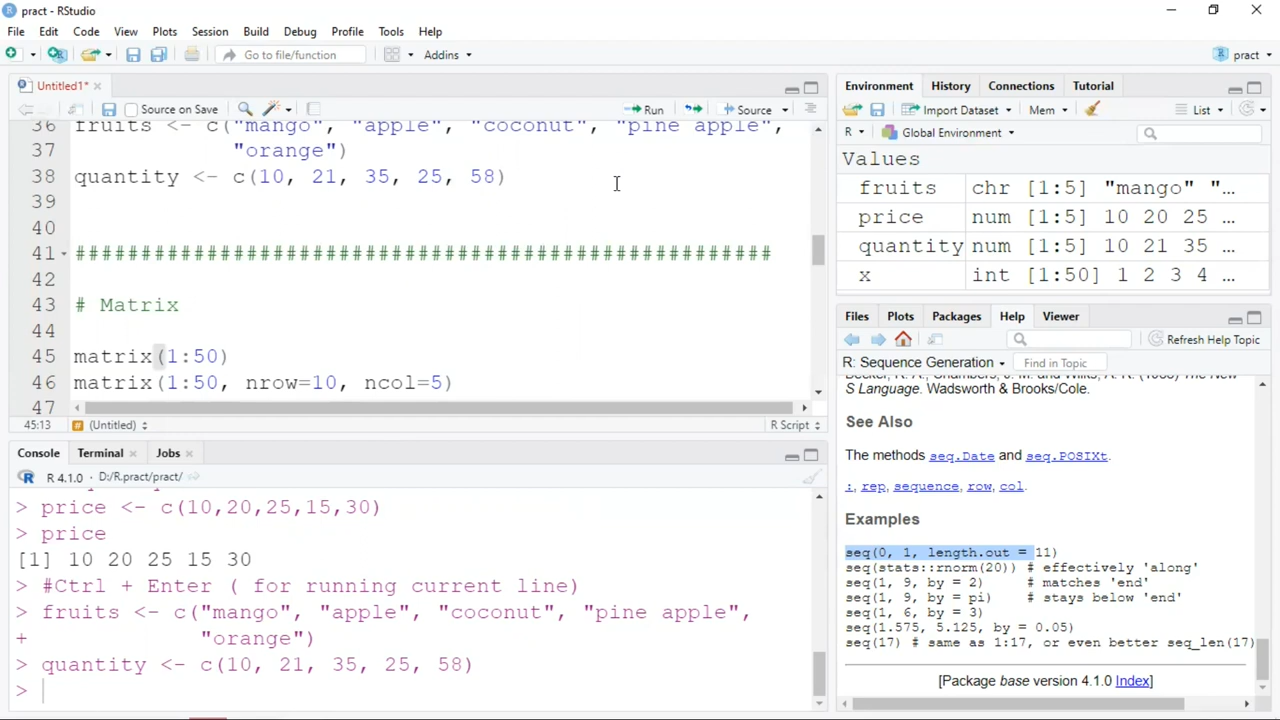 pract - RStudio
File Edit Code View Plots Session Build Debug Profile Tools Help
Go to file/function Addins pract
Untitled1*
Source on Save Run Source
36 fruits <- c("mango", "apple", "coconut", "pine apple",
37 "orange")
38 quantity <- c(10, 21, 35, 25, 58)
39
40
41 #####################################################
42
43 # Matrix
44
45 matrix(1:50)
46 matrix(1:50, nrow=10, ncol=5)
47
45:13 # (Untitled) R Script
Console Terminal Jobs
R R 4.1.0 · D:/R.pract/pract/
> price <- c(10,20,25,15,30)
> price
[1] 10 20 25 15 30
> #Ctrl + Enter ( for running current line)
> fruits <- c("mango", "apple", "coconut", "pine apple",
+ "orange")
> quantity <- c(10, 21, 35, 25, 58)
>
Environment History Connections Tutorial
Import Dataset Mem List
R Global Environment
Values
fruits chr [1:5] "mango" "…
price num [1:5] 10 20 25 …
quantity num [1:5] 10 21 35 …
x int [1:50] 1 2 3 4 …
Files Plots Packages Help Viewer
Refresh Help Topic
R: Sequence Generation Find in Topic
S Language. Wadsworth & Brooks/Cole.
See Also
The methods seq.Date and seq.POSIXt.
:, rep, sequence, row, col.
Examples
seq(0, 1, length.out = 11)
seq(stats::rnorm(20)) # effectively 'along'
seq(1, 9, by = 2) # matches 'end'
seq(1, 9, by = pi) # stays below 'end'
seq(1, 6, by = 3)
seq(1.575, 5.125, by = 0.05)
seq(17) # same as 1:17, or even better seq_len(17)
[Package base version 4.1.0 Index]